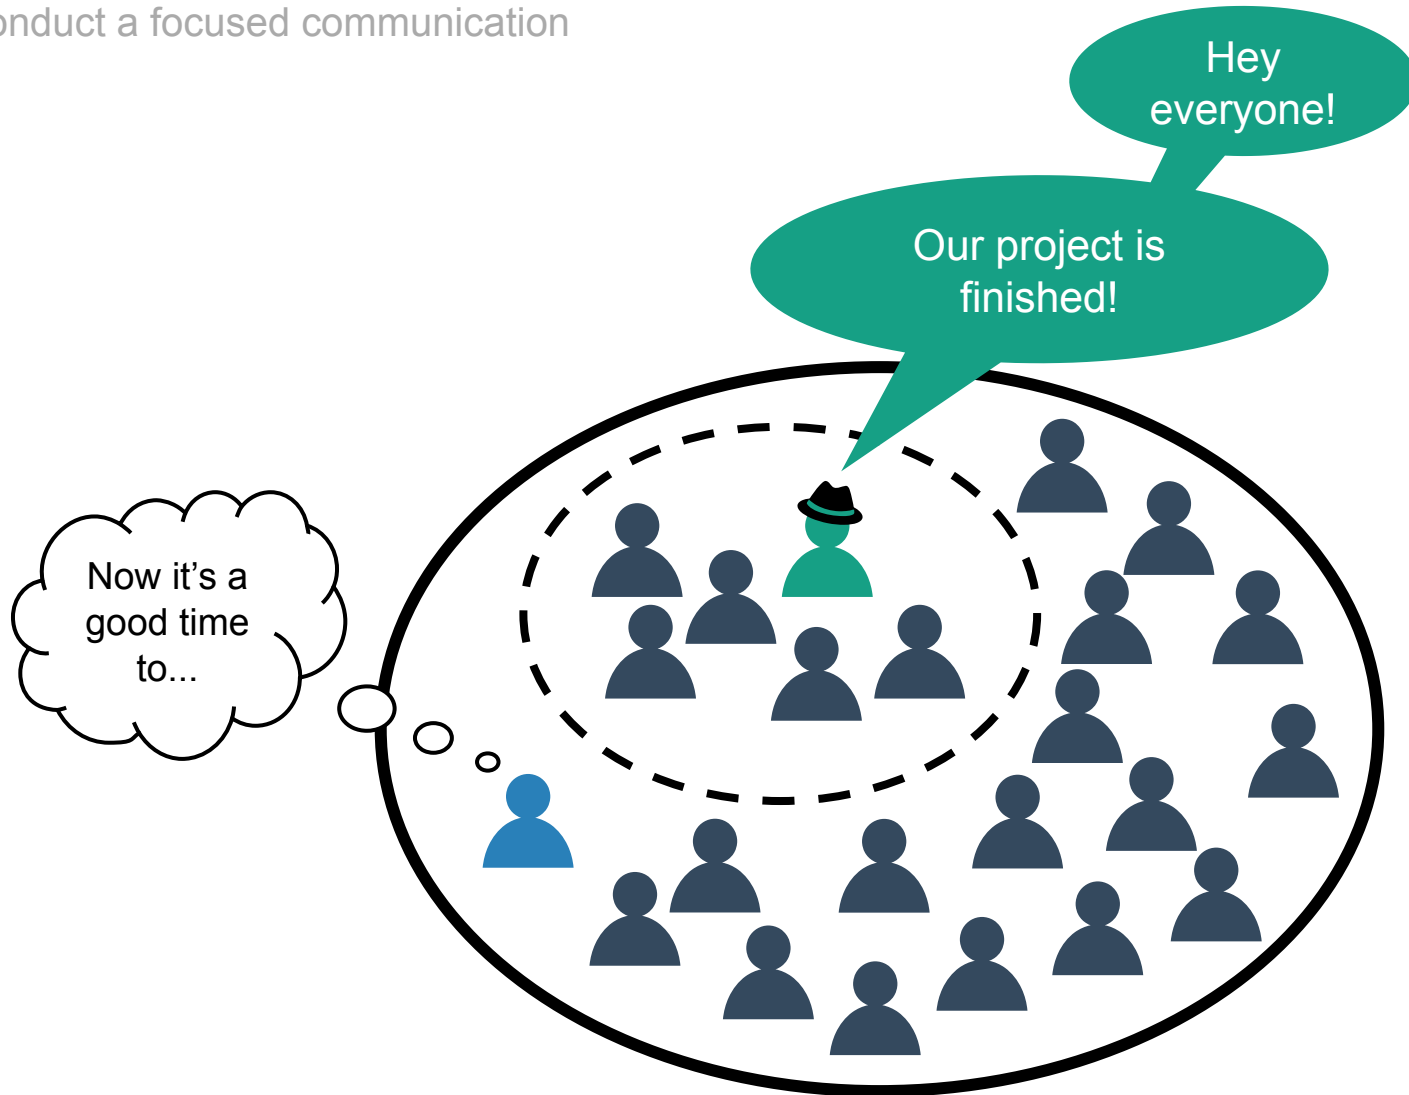 onduct a focused communication
Hey
everyone!
Our project is
finished!
Now it's a
good time
to...